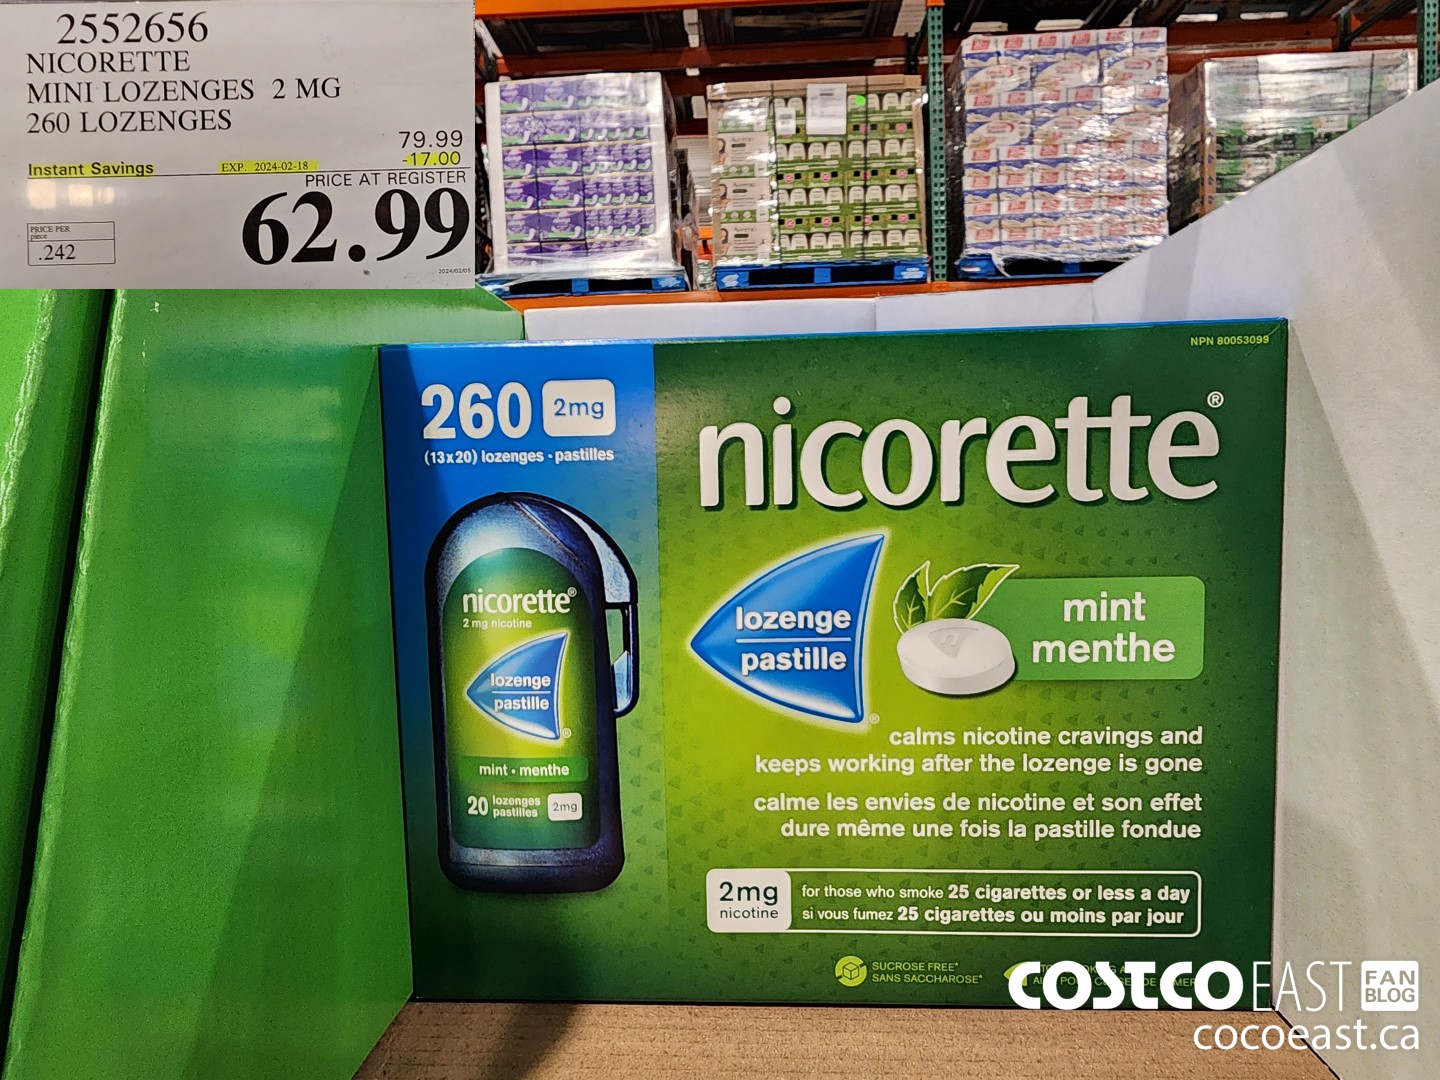 2552656
NICORETTE
MINI LOZENGES 2 MG
260 LOZENGES
79.99
Instant Savings EXP. 2024-02-18 -17.00
PRICE AT REGISTER
62.99
PRICE PER
piece
.242
2024/02/05
NPN 80053099
260 2mg
(13x20) lozenges • pastilles
nicorette®
nicorette®
2 mg nicotine
lozenge
pastille
®
mint • menthe
20 lozenges
pastilles
2mg
lozenge
pastille
®
mint
menthe
calms nicotine cravings and
keeps working after the lozenge is gone
calme les envies de nicotine et son effet
dure même une fois la pastille fondue
2mg
nicotine
for those who smoke 25 cigarettes or less a day
si vous fumez 25 cigarettes ou moins par jour
SUCROSE FREE*
SANS SACCHAROSE*
COSTCO EAST FAN
BLOG
cocoeast.ca